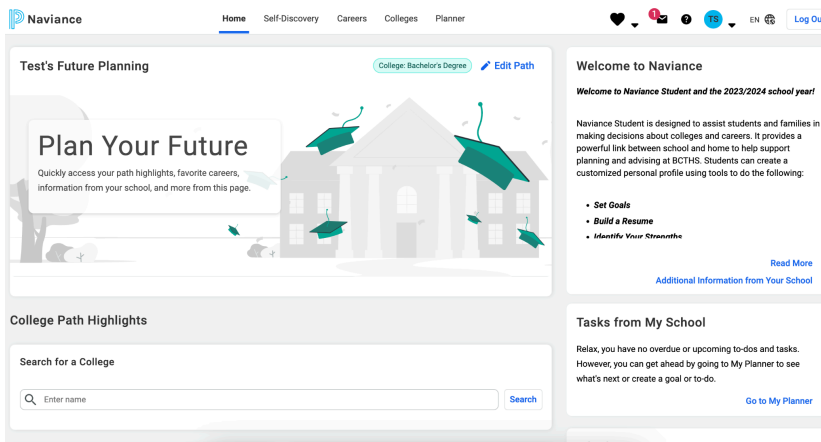 Naviance
Home Self-Discovery Careers Colleges Planner
1
?
TS
EN
Log Ou
Test's Future Planning
College: Bachelor's Degree
Edit Path
Plan Your Future
Quickly access your path highlights, favorite careers,
information from your school, and more from this page.
College Path Highlights
Search for a College
Enter name
Search
Welcome to Naviance
Welcome to Naviance Student and the 2023/2024 school year!
Naviance Student is designed to assist students and families in
making decisions about colleges and careers. It provides a
powerful link between school and home to help support
planning and advising at BCTHS. Students can create a
customized personal profile using tools to do the following:
• Set Goals
• Build a Resume
• Identify Your Strengths
Read More
Additional Information from Your School
Tasks from My School
Relax, you have no overdue or upcoming to-dos and tasks.
However, you can get ahead by going to My Planner to see
what's next or create a goal or to-do.
Go to My Planner